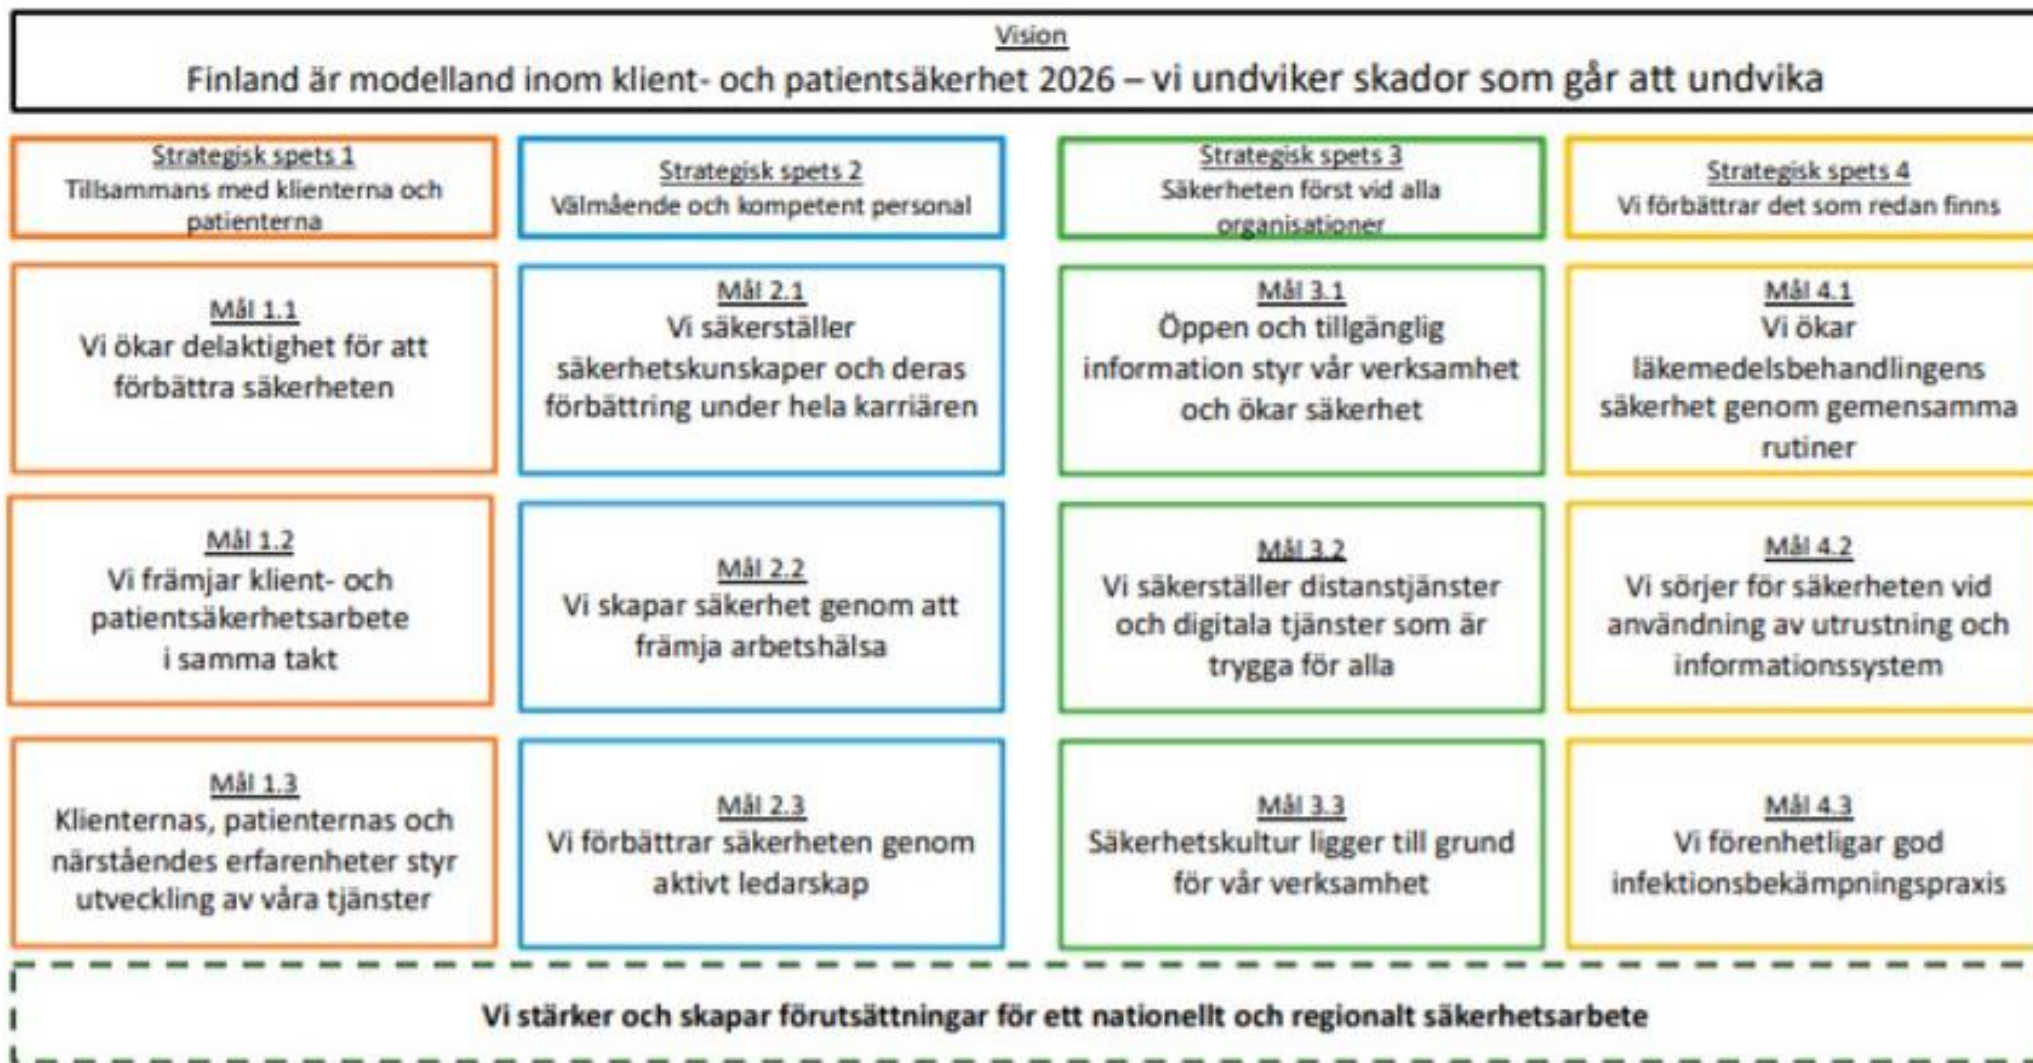 Vision
Finland är modelland inom klient- och patientsäkerhet 2026 – vi undviker skador som går att undvika
Strategisk spets 1
Tillsammans med klienterna och
patienterna
Strategisk spets 2
Välmående och kompetent personal
Strategisk spets 3
Säkerheten först vid alla
organisationer
Strategisk spets 4
Vi förbättrar det som redan finns
Mål 1.1
Vi ökar delaktighet för att
förbättra säkerheten
Mål 2.1
Vi säkerställer
säkerhetskunskaper och deras
förbättring under hela karriären
Mål 3.1
Öppen och tillgänglig
information styr vår verksamhet
och ökar säkerhet
Mål 4.1
Vi ökar
läkemedelsbehandlingens
säkerhet genom gemensamma
rutiner
Mål 1.2
Vi främjar klient- och
patientsäkerhetsarbete
i samma takt
Mål 2.2
Vi skapar säkerhet genom att
främja arbetshälsa
Mål 3.2
Vi säkerställer distanstjänster
och digitala tjänster som är
trygga för alla
Mål 4.2
Vi sörjer för säkerheten vid
användning av utrustning och
informationssystem
Mål 1.3
Klienternas, patienternas och
närståendes erfarenheter styr
utveckling av våra tjänster
Mål 2.3
Vi förbättrar säkerheten genom
aktivt ledarskap
Mål 3.3
Säkerhetskultur ligger till grund
för vår verksamhet
Mål 4.3
Vi förenhetligar god
infektionsbekämpningspraxis
Vi stärker och skapar förutsättningar för ett nationellt och regionalt säkerhetsarbete